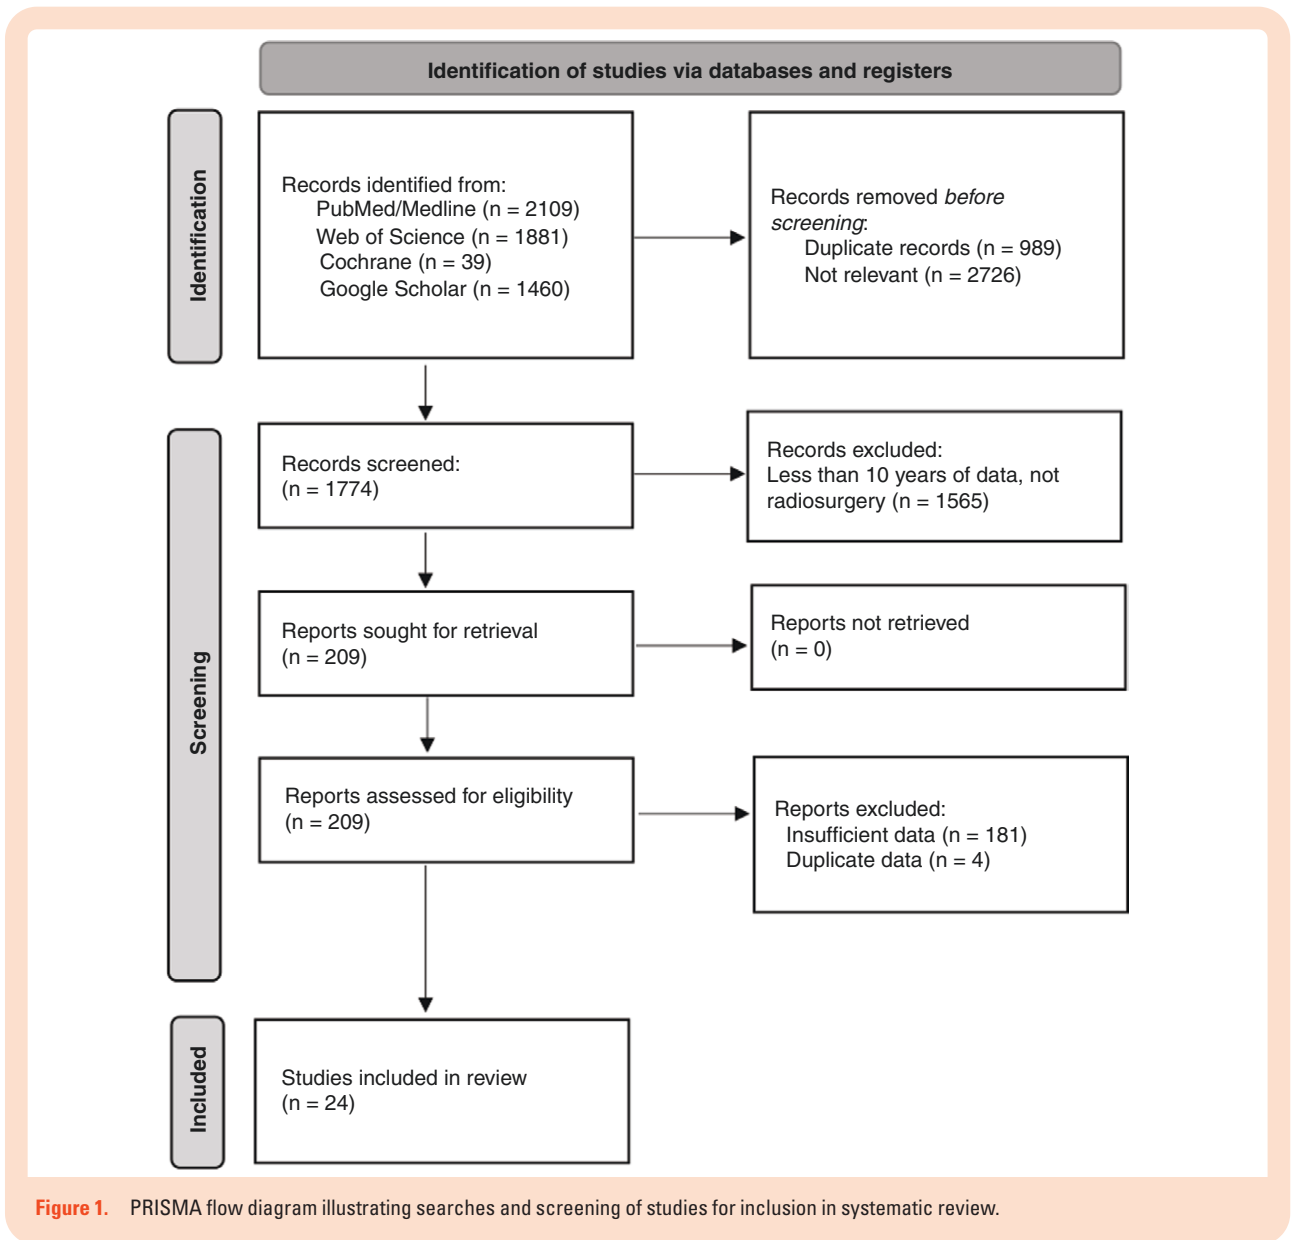 Identification of studies via databases and registers
Identification
Records identified from:
PubMed/Medline (n = 2109)
Web of Science (n = 1881)
Cochrane (n = 39)
Google Scholar (n = 1460)
Records removed before
screening:
Duplicate records (n = 989)
Not relevant (n = 2726)
Screening
Records screened:
(n = 1774)
Records excluded:
Less than 10 years of data, not
radiosurgery (n = 1565)
Reports sought for retrieval
(n = 209)
Reports not retrieved
(n = 0)
Reports assessed for eligibility
(n = 209)
Reports excluded:
Insufficient data (n = 181)
Duplicate data (n = 4)
Included
Studies included in review
(n = 24)
Figure 1. PRISMA flow diagram illustrating searches and screening of studies for inclusion in systematic review.